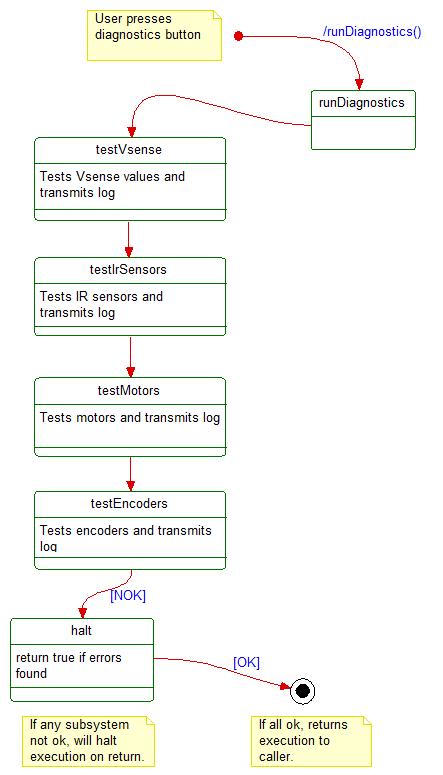 User presses
diagnostics button
/runDiagnostics()
runDiagnostics
testVsense
Tests Vsense values and
transmits log
testIrSensors
Tests IR sensors and
transmits log
testMotors
Tests motors and transmits log
testEncoders
Tests encoders and transmits
log
[NOK]
halt
return true if errors
found
[OK]
If any subsystem
not ok, will halt
execution on return.
If all ok, returns
execution to
caller.